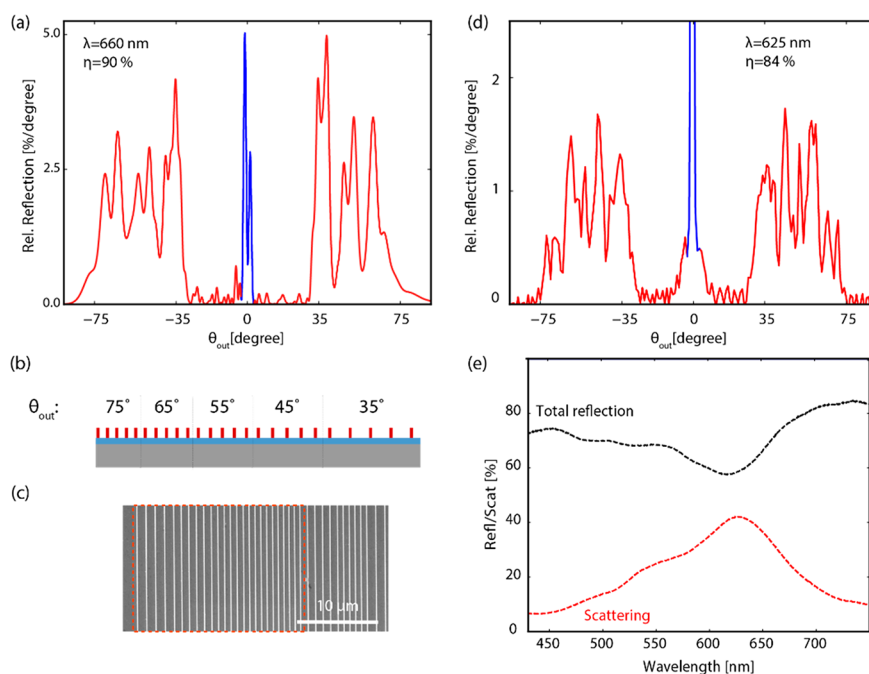 (a)
5.0
2.5
0.0
Rel. Reflection [%/degree]
λ=660 nm
η=90 %
−75
−35
0
35
75
θout[degree]
(d)
2
1
0
Rel. Reflection [%/degree]
λ=625 nm
η=84 %
−75
−35
0
35
75
θout[degree]
(b)
θout:
75° 65° 55° 45° 35°
(c)
10 μm
(e)
80
60
40
20
0
Refl/Scat [%]
Total reflection
Scattering
450
500
550
600
650
700
Wavelength [nm]